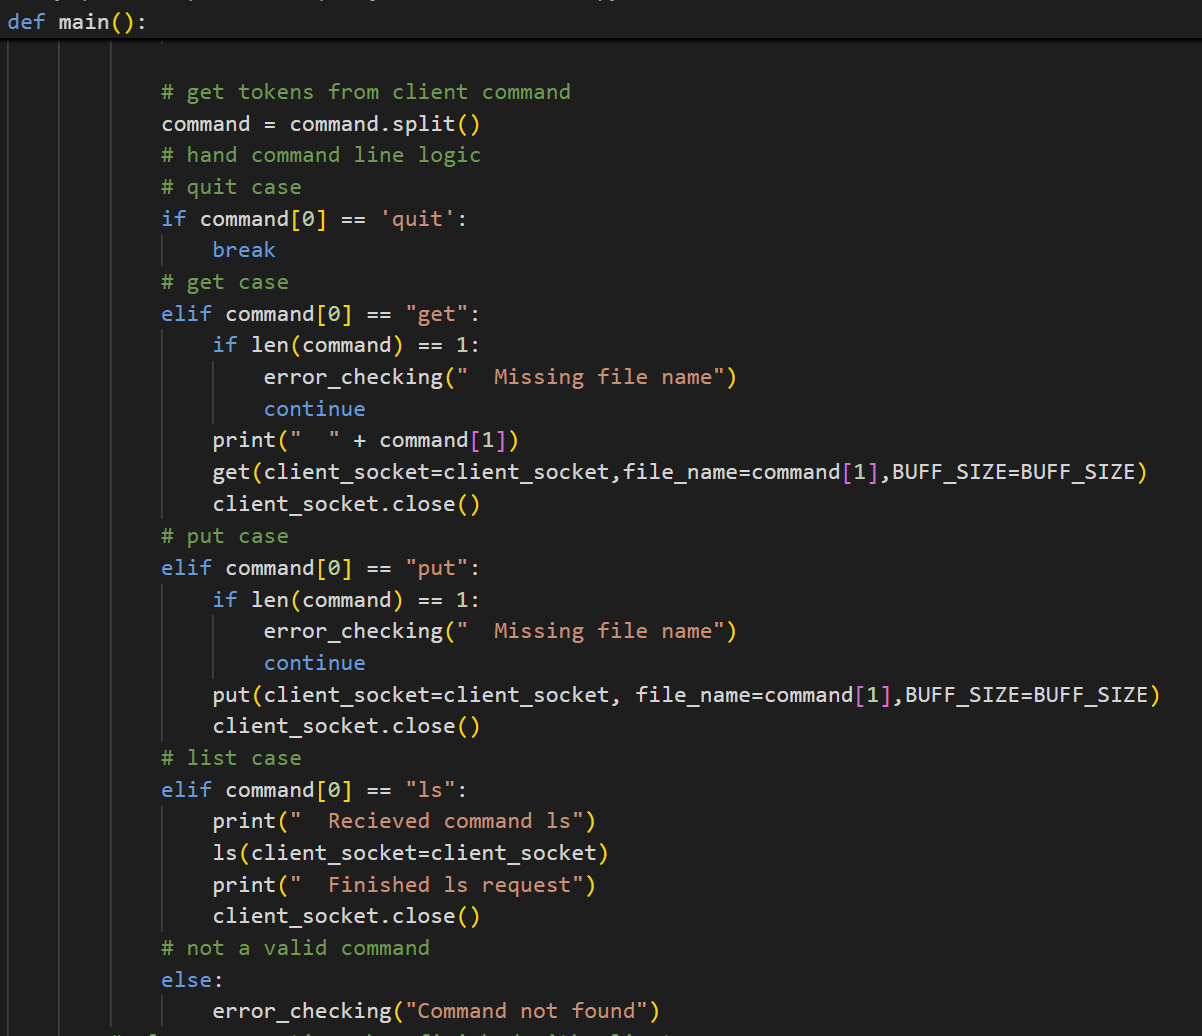 def main():
# get tokens from client command
command = command.split()
# hand command line logic
# quit case
if command[0] == 'quit':
break
# get case
elif command[0] == "get":
if len(command) == 1:
error_checking("  Missing file name")
continue
print("  " + command[1])
get(client_socket=client_socket,file_name=command[1],BUFF_SIZE=BUFF_SIZE)
client_socket.close()
# put case
elif command[0] == "put":
if len(command) == 1:
error_checking("  Missing file name")
continue
put(client_socket=client_socket, file_name=command[1],BUFF_SIZE=BUFF_SIZE)
client_socket.close()
# list case
elif command[0] == "ls":
print("  Recieved command ls")
ls(client_socket=client_socket)
print("  Finished ls request")
client_socket.close()
# not a valid command
else:
error_checking("Command not found")